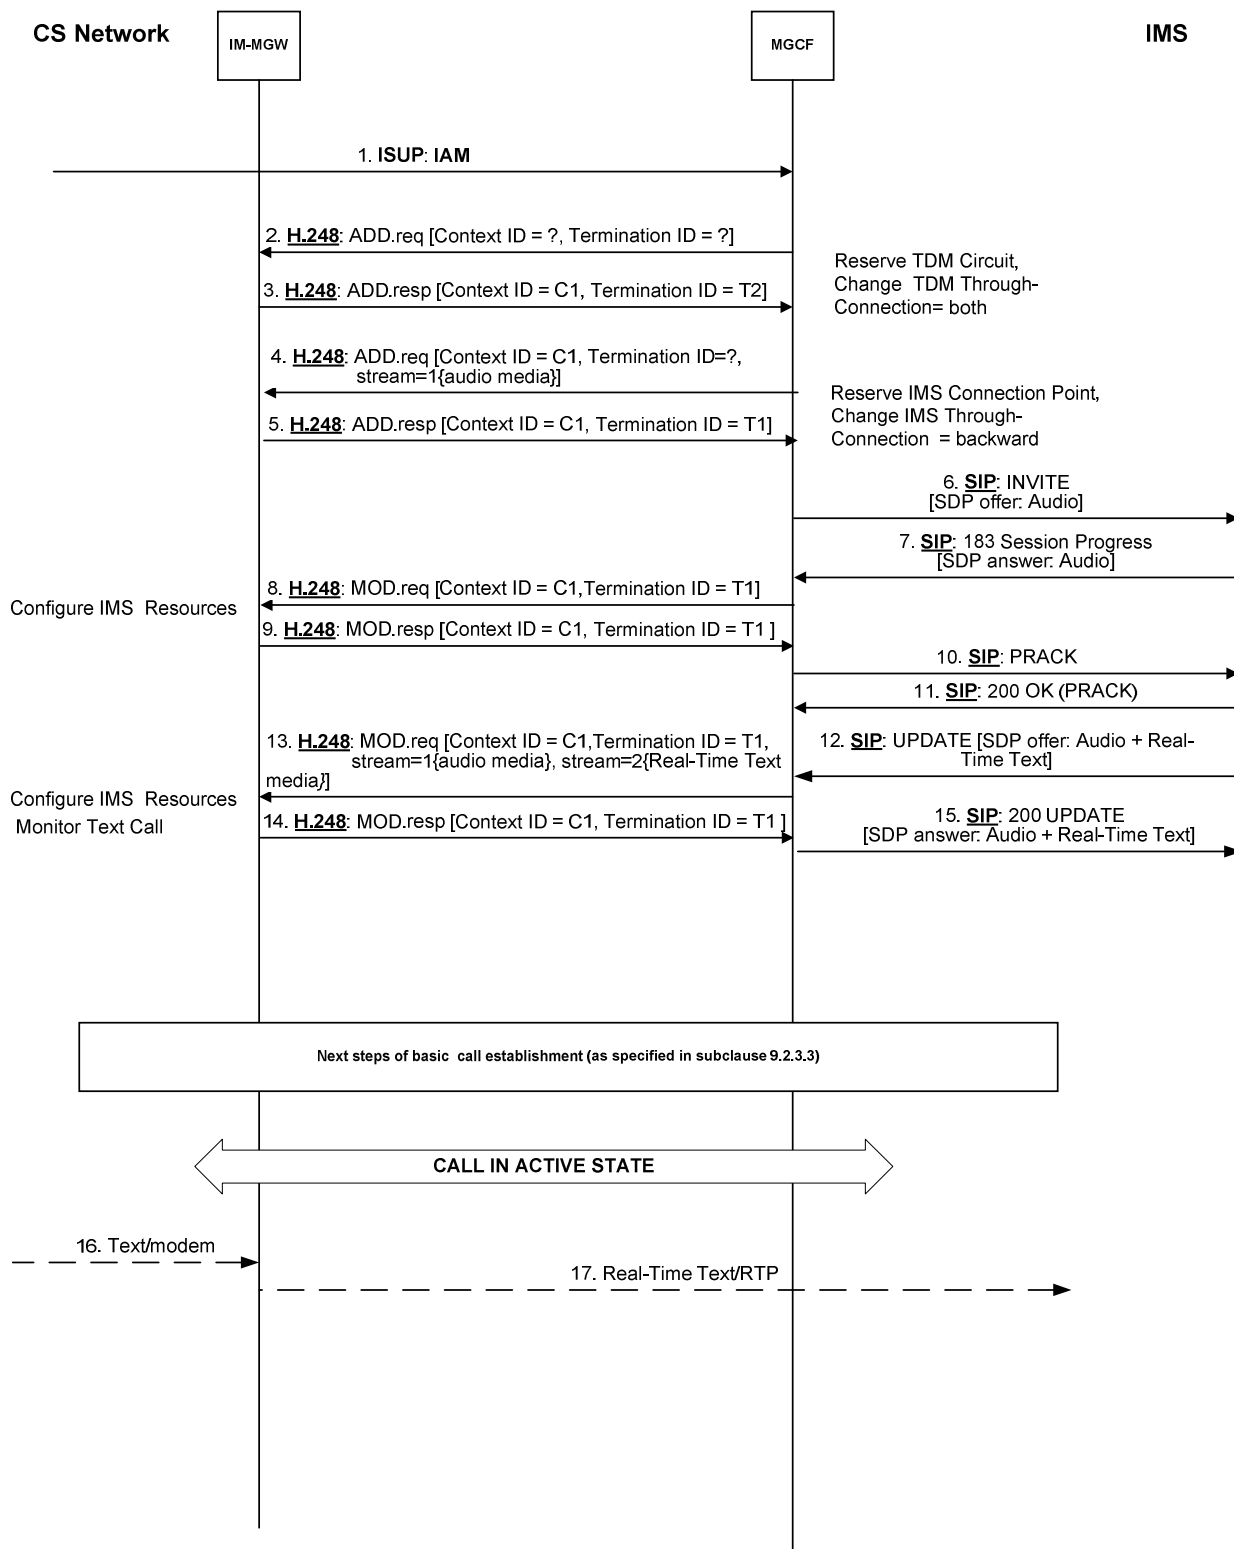 CS Network
IM-MGW
MGCF
IMS
1. ISUP: IAM
2. H.248: ADD.req [Context ID = ?, Termination ID = ?]
Reserve TDM Circuit,
Change TDM Through-
Connection= both
3. H.248: ADD.resp [Context ID = C1, Termination ID = T2]
4. H.248: ADD.req [Context ID = C1, Termination ID=?,
stream=1{audio media}]
Reserve IMS Connection Point,
Change IMS Through-
Connection = backward
5. H.248: ADD.resp [Context ID = C1, Termination ID = T1]
6. SIP: INVITE
[SDP offer: Audio]
7. SIP: 183 Session Progress
[SDP answer: Audio]
8. H.248: MOD.req [Context ID = C1,Termination ID = T1]
Configure IMS Resources
9. H.248: MOD.resp [Context ID = C1, Termination ID = T1 ]
10. SIP: PRACK
11. SIP: 200 OK (PRACK)
12. SIP: UPDATE [SDP offer: Audio + Real-
Time Text]
13. H.248: MOD.req [Context ID = C1,Termination ID = T1,
stream=1{audio media}, stream=2{Real-Time Text
media}]
Configure IMS Resources
Monitor Text Call
14. H.248: MOD.resp [Context ID = C1, Termination ID = T1 ]
15. SIP: 200 UPDATE
[SDP answer: Audio + Real-Time Text]
Next steps of basic call establishment (as specified in subclause 9.2.3.3)
CALL IN ACTIVE STATE
16. Text/modem
17. Real-Time Text/RTP